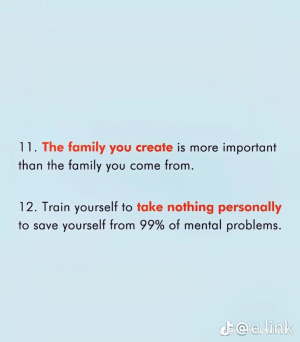 11. The family you create is more important
than the family you come from.
12. Train yourself to take nothing personally
to save yourself from 99% of mental problems.